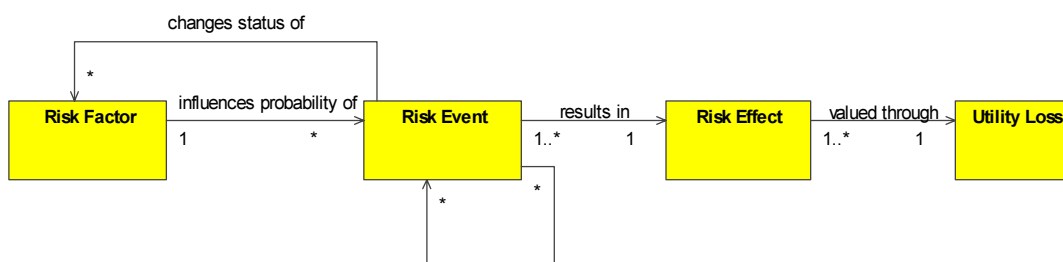 changes status of
*
Risk Factor
influences probability of
1
*
Risk Event
results in
1..*
1
Risk Effect
valued through
1..*
1
Utility Loss
*
*